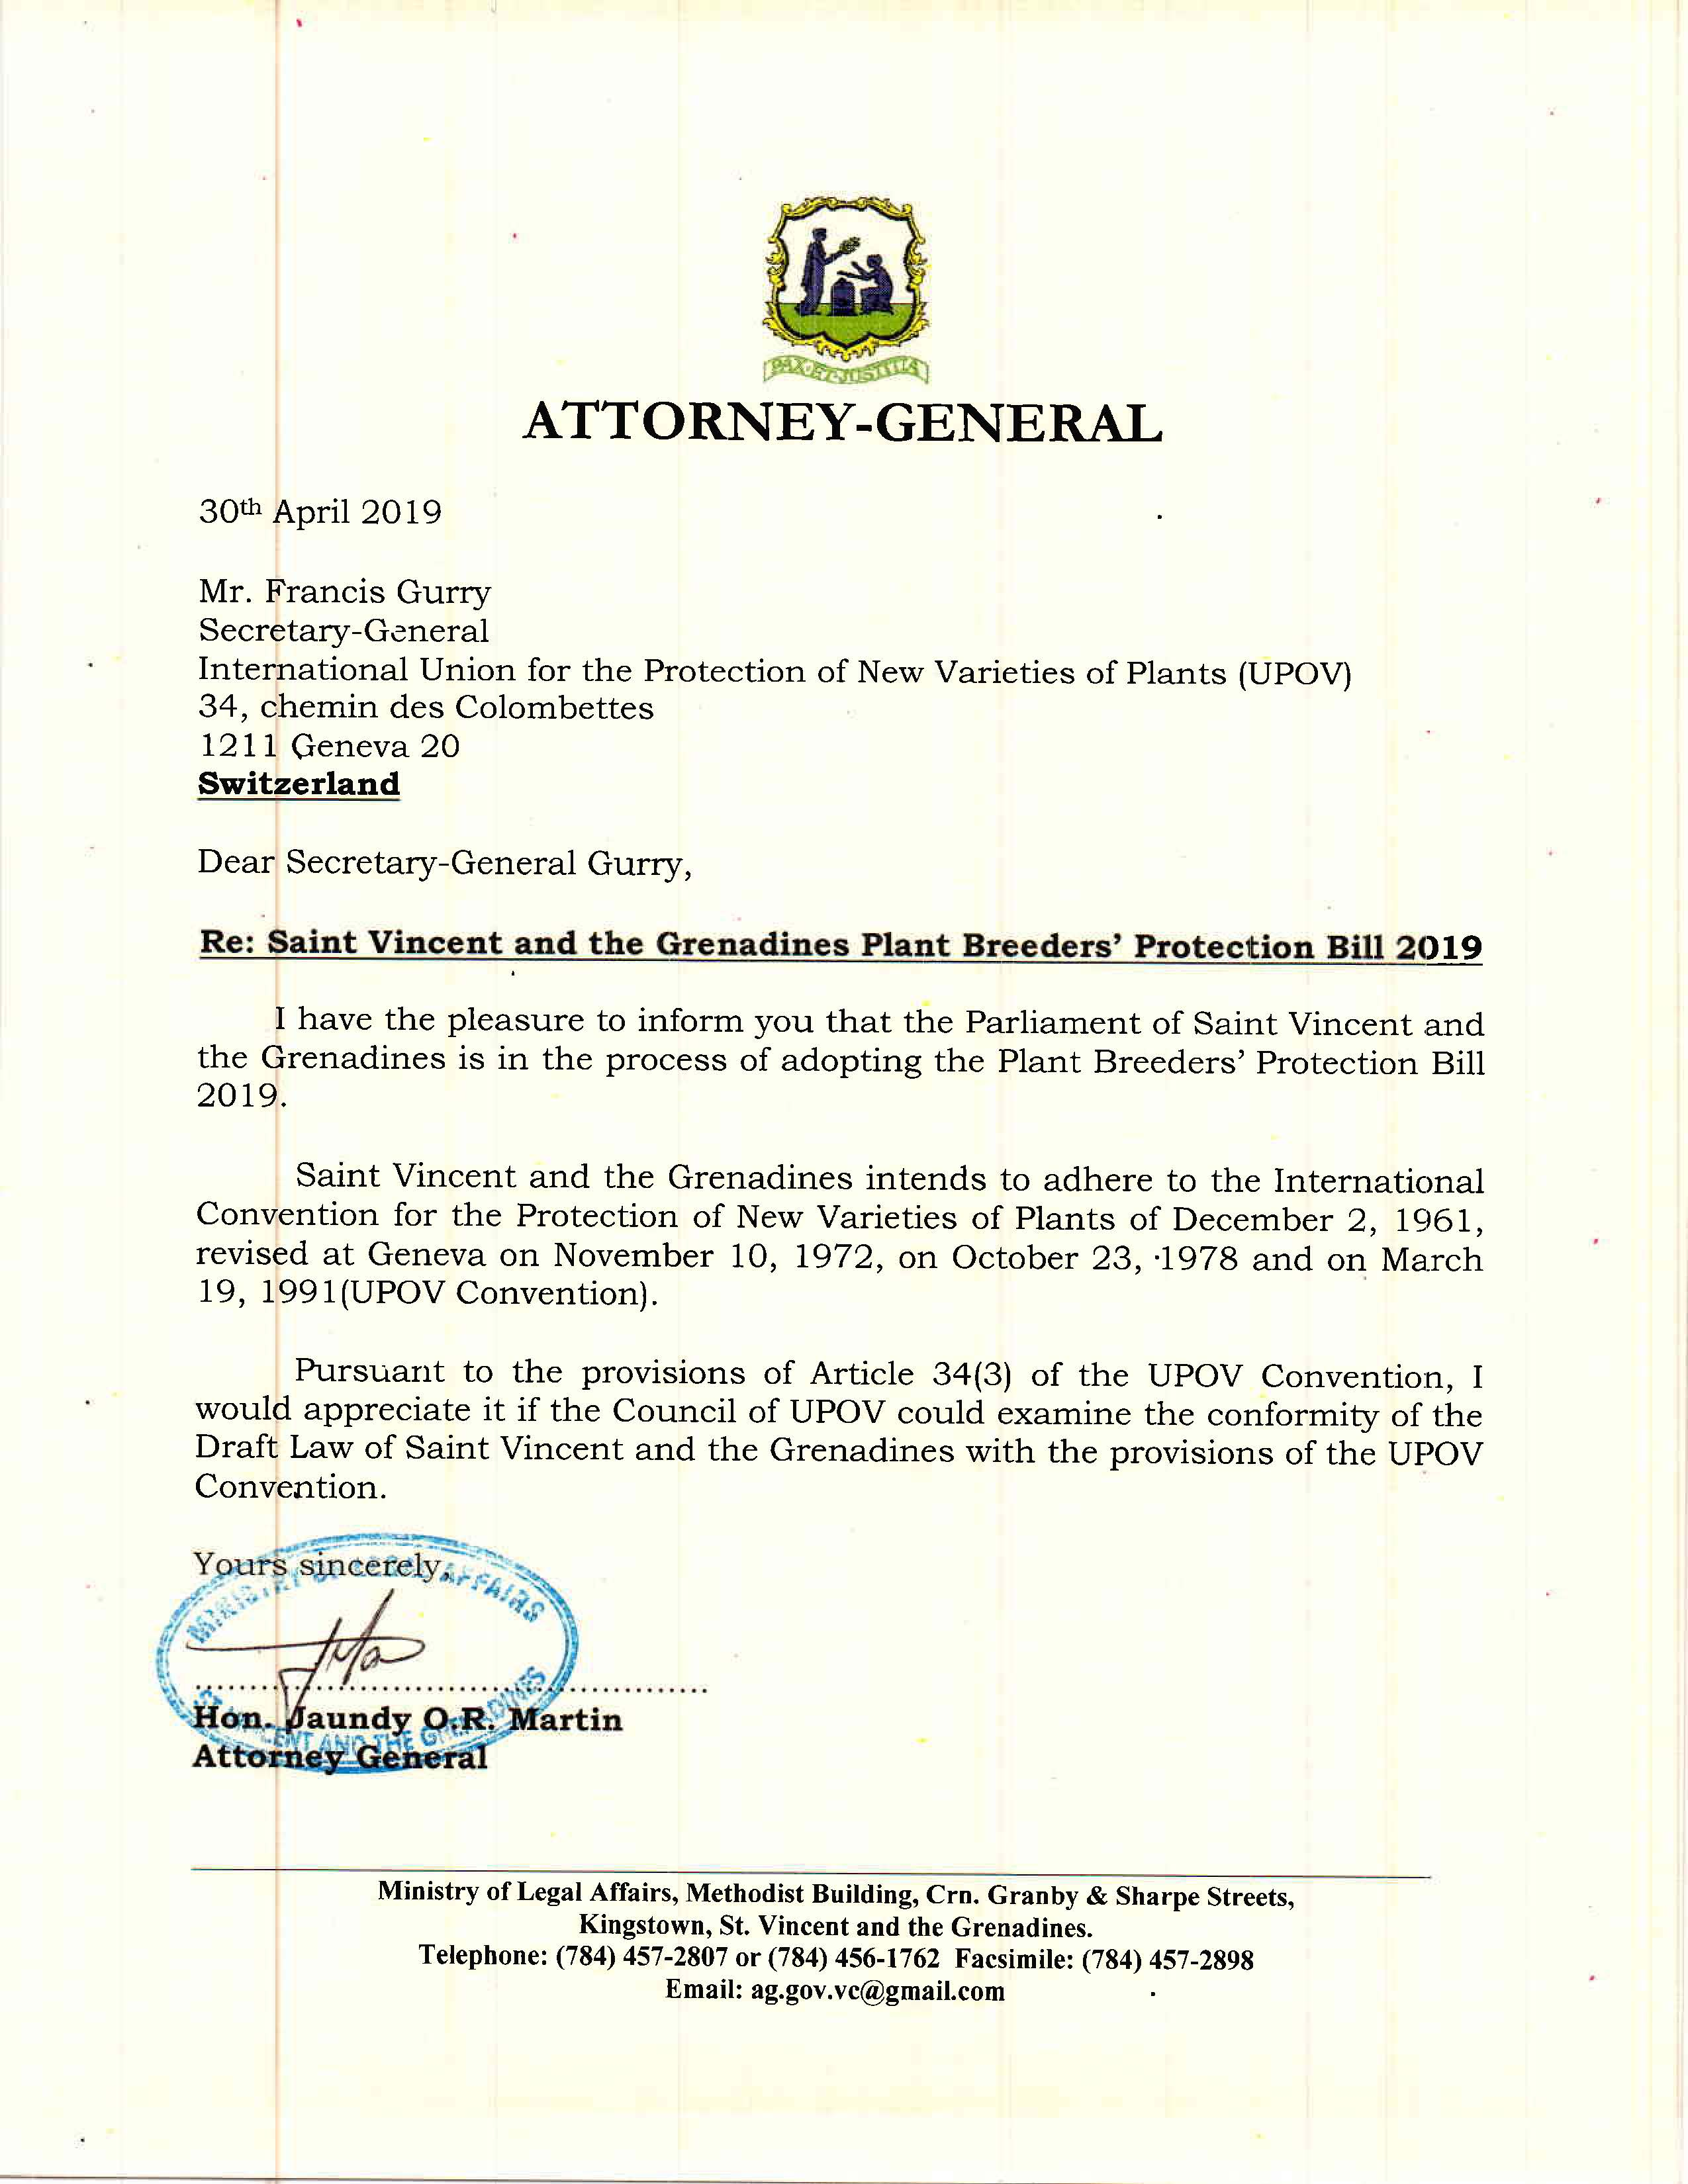 PAX·ET·JUSTITIA
ATTORNEY-GENERAL
30th April 2019
Mr. Francis Gurry
Secretary-General
International Union for the Protection of New Varieties of Plants (UPOV)
34, chemin des Colombettes
1211 Geneva 20
Switzerland
Dear Secretary-General Gurry,
Re: Saint Vincent and the Grenadines Plant Breeders' Protection Bill 2019
I have the pleasure to inform you that the Parliament of Saint Vincent and
the Grenadines is in the process of adopting the Plant Breeders' Protection Bill
2019.
Saint Vincent and the Grenadines intends to adhere to the International
Convention for the Protection of New Varieties of Plants of December 2, 1961,
revised at Geneva on November 10, 1972, on October 23, 1978 and on March
19, 1991(UPOV Convention).
Pursuant to the provisions of Article 34(3) of the UPOV Convention, I
would appreciate it if the Council of UPOV could examine the conformity of the
Draft Law of Saint Vincent and the Grenadines with the provisions of the UPOV
Convention.
Yours sincerely,
MINISTRY OF LEGAL AFFAIRS
AND THE GRENADINES
Hon. Jaundy O.R. Martin
Attorney General
Ministry of Legal Affairs, Methodist Building, Crn. Granby & Sharpe Streets,
Kingstown, St. Vincent and the Grenadines.
Telephone: (784) 457-2807 or (784) 456-1762 Facsimile: (784) 457-2898
Email: ag.gov.vc@gmail.com